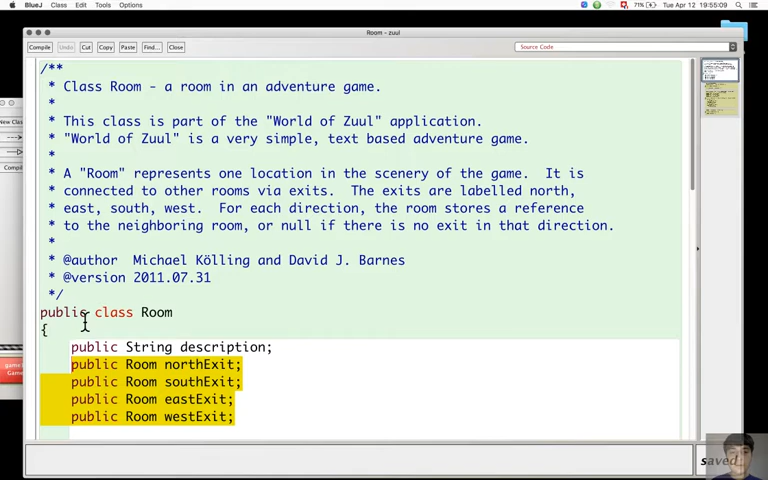 BlueJ Class Edit Tools Options
71% Tue Apr 12 19:55:09
Room - zuul
Compile Undo Cut Copy Paste Find... Close
Source Code
/**
* Class Room - a room in an adventure game.
*
* This class is part of the "World of Zuul" application.
* "World of Zuul" is a very simple, text based adventure game.
*
* A "Room" represents one location in the scenery of the game.  It is
* connected to other rooms via exits.  The exits are labelled north,
* east, south, west.  For each direction, the room stores a reference
* to the neighboring room, or null if there is no exit in that direction.
*
* @author  Michael Kölling and David J. Barnes
* @version 2011.07.31
*/
public class Room
{
public String description;
public Room northExit;
public Room southExit;
public Room eastExit;
public Room westExit;
New Clas
Compil
game
Game
saved